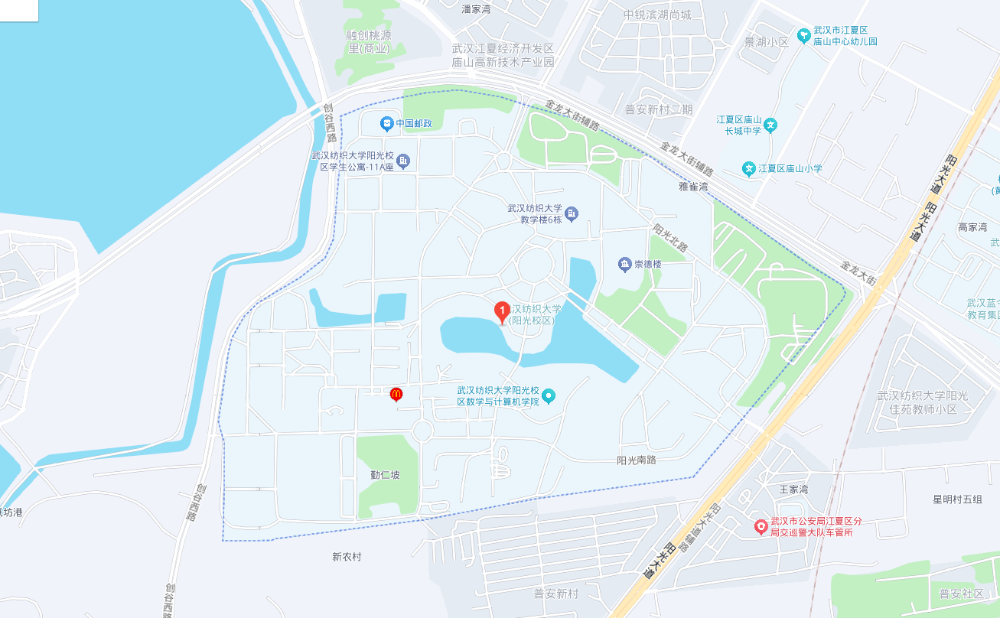 潘家湾
中锐滨湖尚城
武汉市江夏区
庙山中心幼儿园
融创桃源
里(商业)
景湖小区
武汉江夏经济开发区
庙山高新技术产业园
创谷西路
金龙大街辅路
普安新村二期
中国邮政
江夏区庙山
长城中学
武汉纺织大学阳光校
区学生公寓-11A座
金龙大街辅路
江夏区庙山小学
阳光大道
雅雀湾
阳光大道
武汉纺织大学
教学楼6栋
高家湾
阳光北路
崇德楼
金龙大街
1
汉纺织大学
(阳光校区)
教育集
武汉纺织大学阳光校
区数学与计算机学院
武汉纺织大学阳光
佳苑教师小区
阳光南路
勤仁坡
创谷西路
王家湾
星明村五组
坊港
阳光大道辅路
武汉市公安局江夏区分
局交巡警大队车管所
新农村
阳光大道
创谷西路
普安新村
普安社区